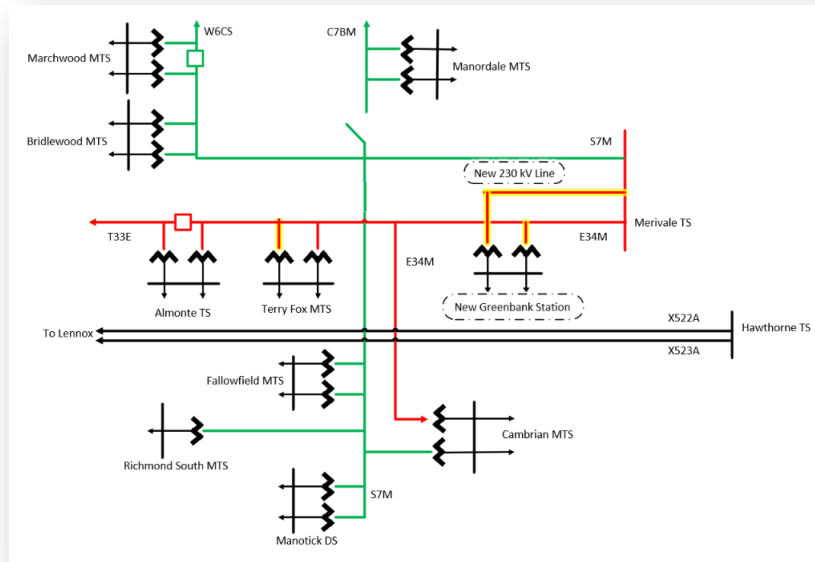 W6CS
C7BM
Marchwood MTS
Manordale MTS
Bridlewood MTS
S7M
New 230 kV Line
Merivale TS
T33E
E34M
E34M
Almonte TS
Terry Fox MTS
New Greenbank Station
X522A
To Lennox
Hawthorne TS
X523A
Fallowfield MTS
Cambrian MTS
Richmond South MTS
S7M
Manotick DS